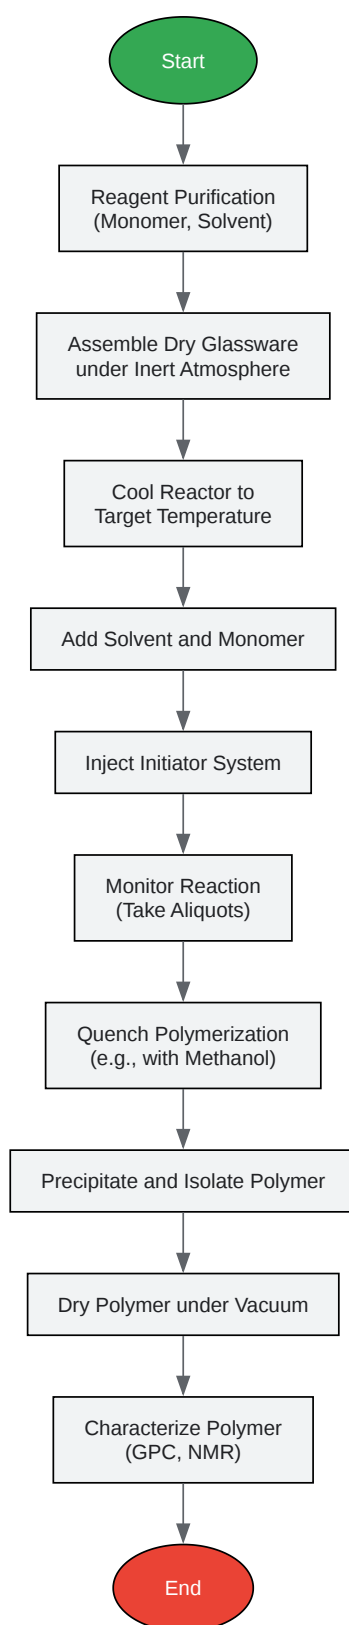 Start
Reagent Purification
(Monomer, Solvent)
Assemble Dry Glassware
under Inert Atmosphere
Cool Reactor to
Target Temperature
Add Solvent and Monomer
Inject Initiator System
Monitor Reaction
(Take Aliquots)
Quench Polymerization
(e.g., with Methanol)
Precipitate and Isolate Polymer
Dry Polymer under Vacuum
Characterize Polymer
(GPC, NMR)
End